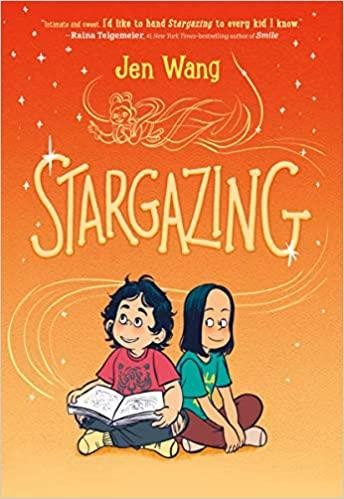 "Intimate and sweet. I'd like to hand Stargazing to every kid I know."
—Raina Telgemeier, #1 New York Times–bestselling author of Smile
Jen Wang
STARGAZING